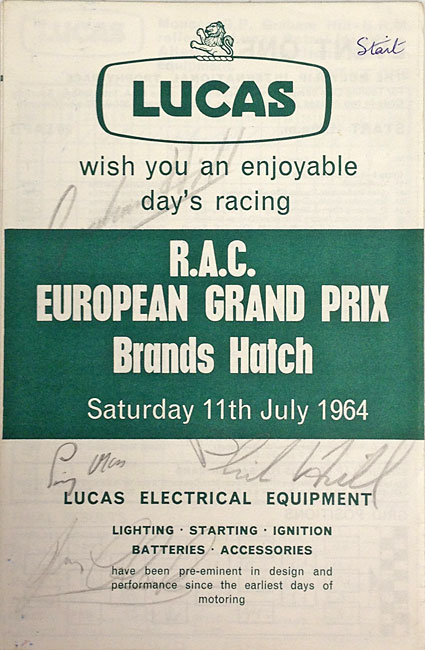 Start
LUCAS
wish you an enjoyable
day's racing
R.A.C.
EUROPEAN GRAND PRIX
Brands Hatch
Saturday 11th July 1964
Phil Hill
LUCAS ELECTRICAL EQUIPMENT
LIGHTING · STARTING · IGNITION
BATTERIES · ACCESSORIES
have been pre-eminent in design and
performance since the earliest days of
motoring